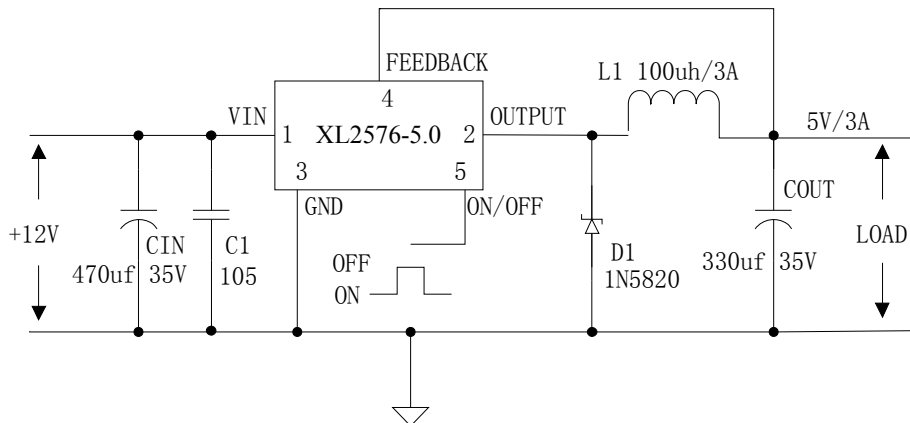 FEEDBACK
L1 100uh/3A
4
VIN
1 XL2576-5.0 2
OUTPUT
5V/3A
3 5
GND
ON/OFF
COUT
+12V
CIN
470uf 35V
C1
105
OFF
ON
D1
1N5820
330uf 35V
LOAD